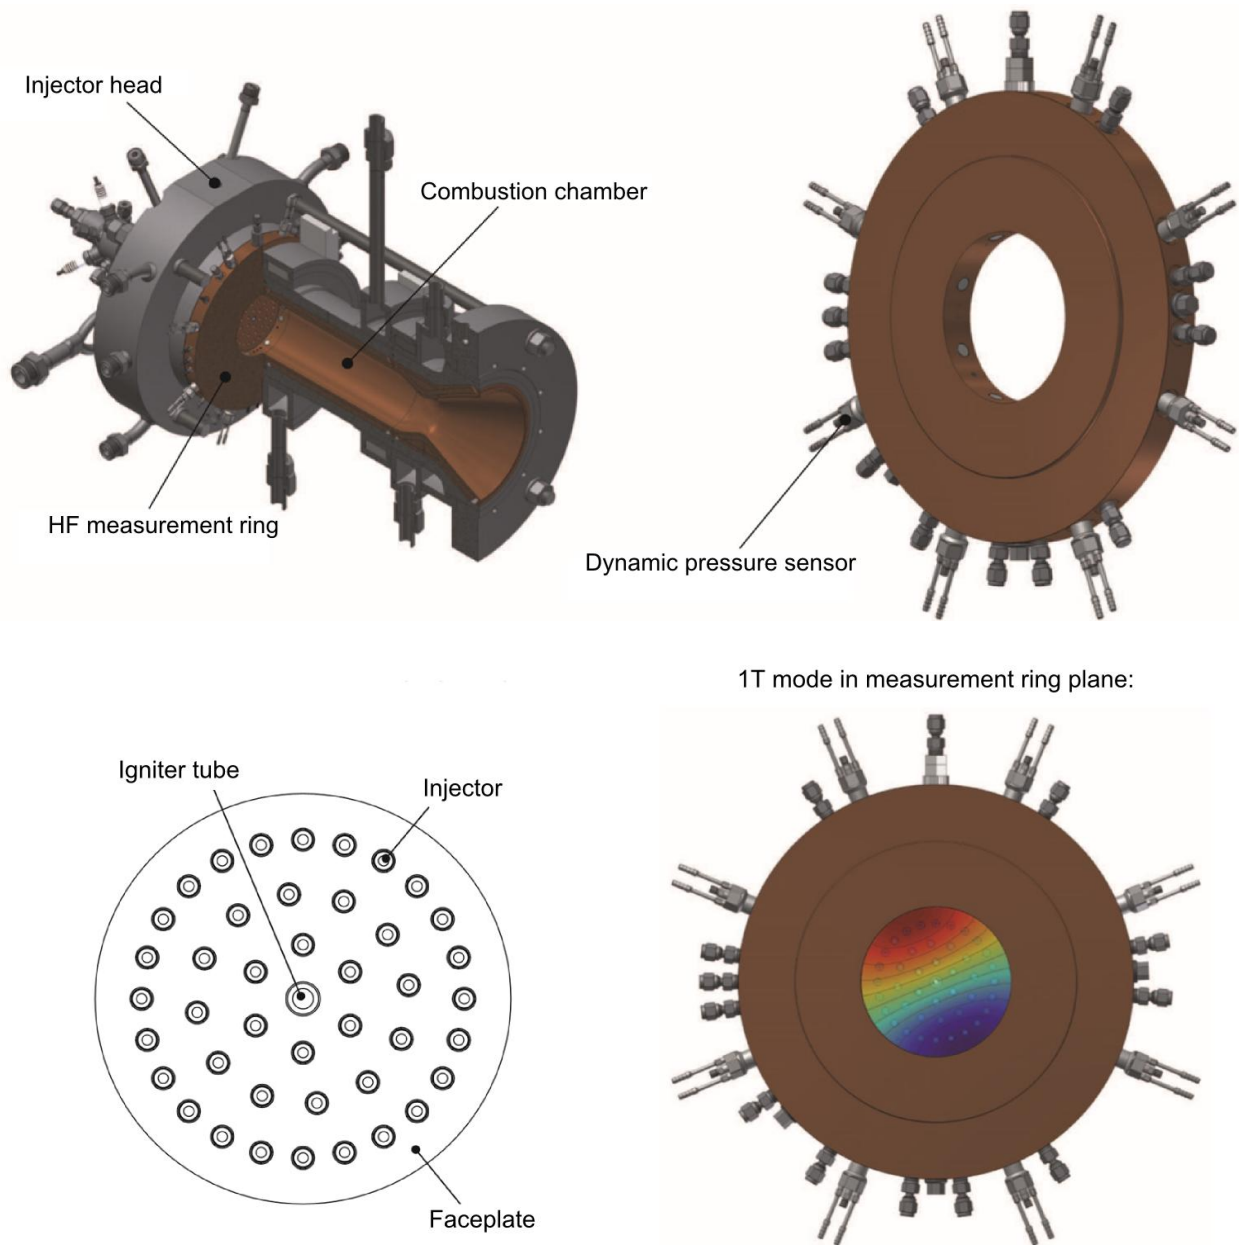 Injector head
Combustion chamber
HF measurement ring
Dynamic pressure sensor
1T mode in measurement ring plane:
Igniter tube
Injector
Faceplate